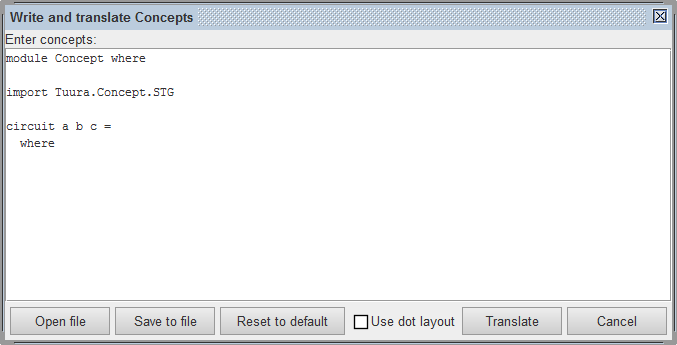 Write and translate Concepts
Enter concepts:
module Concept where
import Tuura.Concept.STG
circuit a b c =
where
Open file
Save to file
Reset to default
Use dot layout
Translate
Cancel